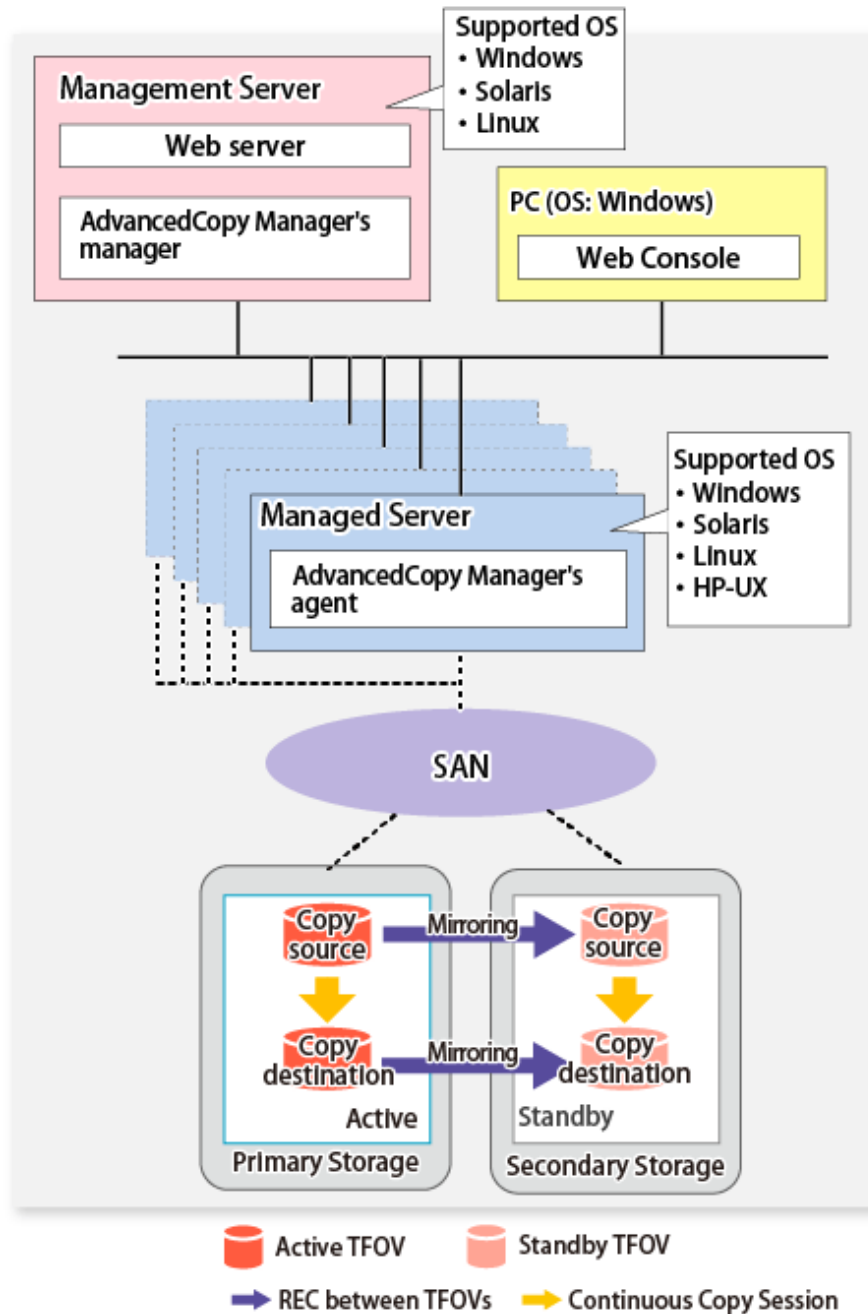 Supported OS
• Windows
• Solaris
• Linux
Management Server
Web server
AdvancedCopy Manager's
manager
PC (OS: Windows)
Web Console
Supported OS
• Windows
• Solaris
• Linux
• HP-UX
Managed Server
AdvancedCopy Manager's
agent
SAN
Copy
source
Mirroring
Copy
source
Copy
destination
Mirroring
Copy
destination
Active
Standby
Primary Storage
Secondary Storage
Active TFOV
Standby TFOV
REC between TFOVs
Continuous Copy Session